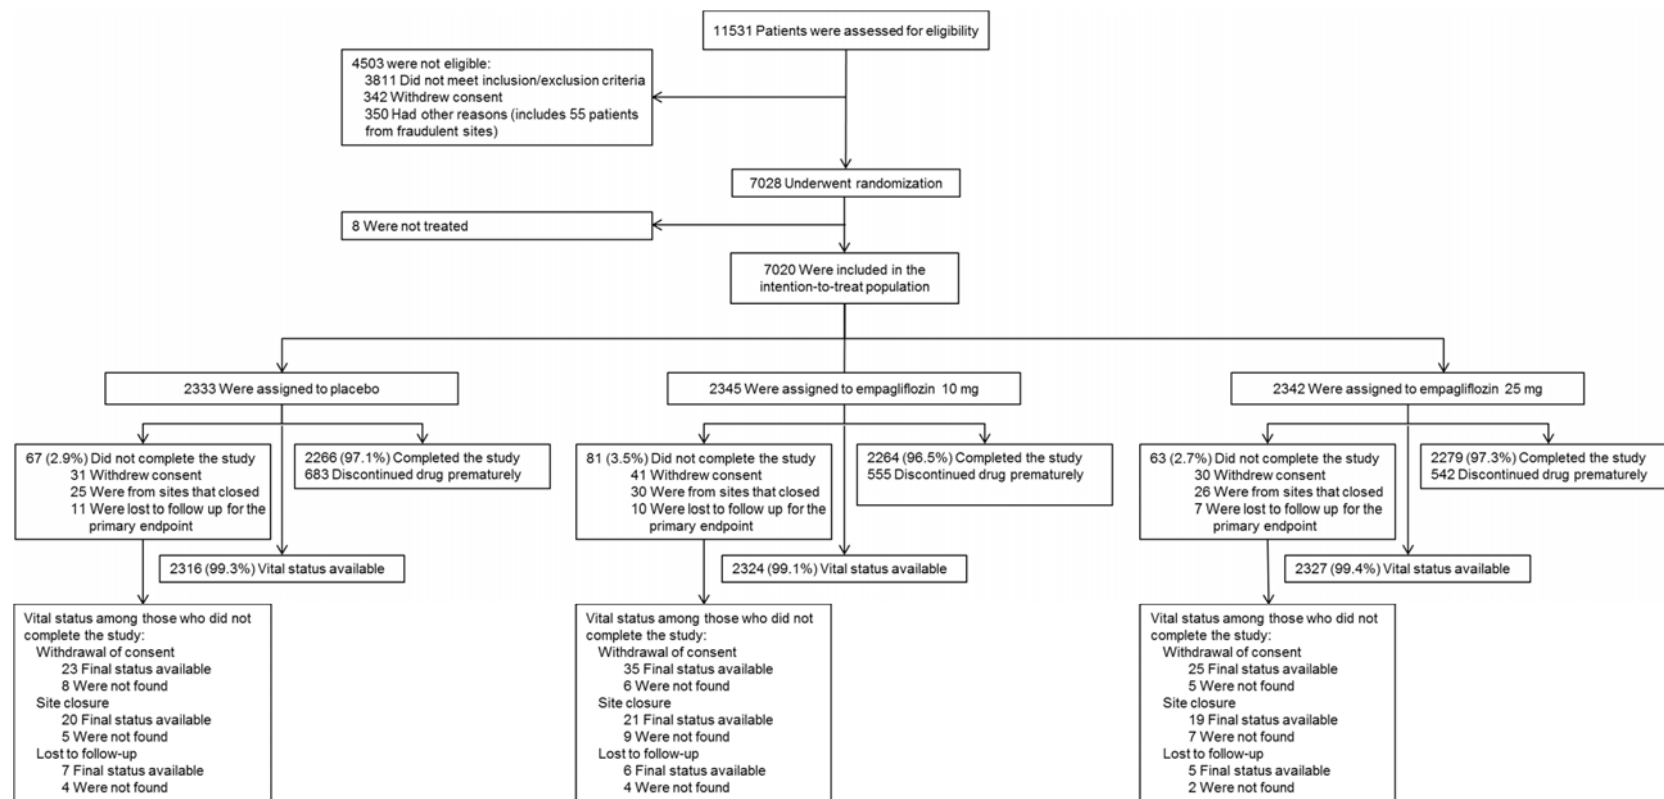 11531 Patients were assessed for eligibility
4503 were not eligible:
3811 Did not meet inclusion/exclusion criteria
342 Withdrew consent
350 Had other reasons (includes 55 patients
from fraudulent sites)
7028 Underwent randomization
8 Were not treated
7020 Were included in the
intention-to-treat population
2333 Were assigned to placebo
2345 Were assigned to empagliflozin 10 mg
2342 Were assigned to empagliflozin 25 mg
67 (2.9%) Did not complete the study
31 Withdrew consent
25 Were from sites that closed
11 Were lost to follow up for the
primary endpoint
2266 (97.1%) Completed the study
683 Discontinued drug prematurely
81 (3.5%) Did not complete the study
41 Withdrew consent
30 Were from sites that closed
10 Were lost to follow up for the
primary endpoint
2264 (96.5%) Completed the study
555 Discontinued drug prematurely
63 (2.7%) Did not complete the study
30 Withdrew consent
26 Were from sites that closed
7 Were lost to follow up for the
primary endpoint
2279 (97.3%) Completed the study
542 Discontinued drug prematurely
2316 (99.3%) Vital status available
2324 (99.1%) Vital status available
2327 (99.4%) Vital status available
Vital status among those who did not
complete the study:
Withdrawal of consent
23 Final status available
8 Were not found
Site closure
20 Final status available
5 Were not found
Lost to follow-up
7 Final status available
4 Were not found
Vital status among those who did not
complete the study:
Withdrawal of consent
35 Final status available
6 Were not found
Site closure
21 Final status available
9 Were not found
Lost to follow-up
6 Final status available
4 Were not found
Vital status among those who did not
complete the study:
Withdrawal of consent
25 Final status available
5 Were not found
Site closure
19 Final status available
7 Were not found
Lost to follow-up
5 Final status available
2 Were not found